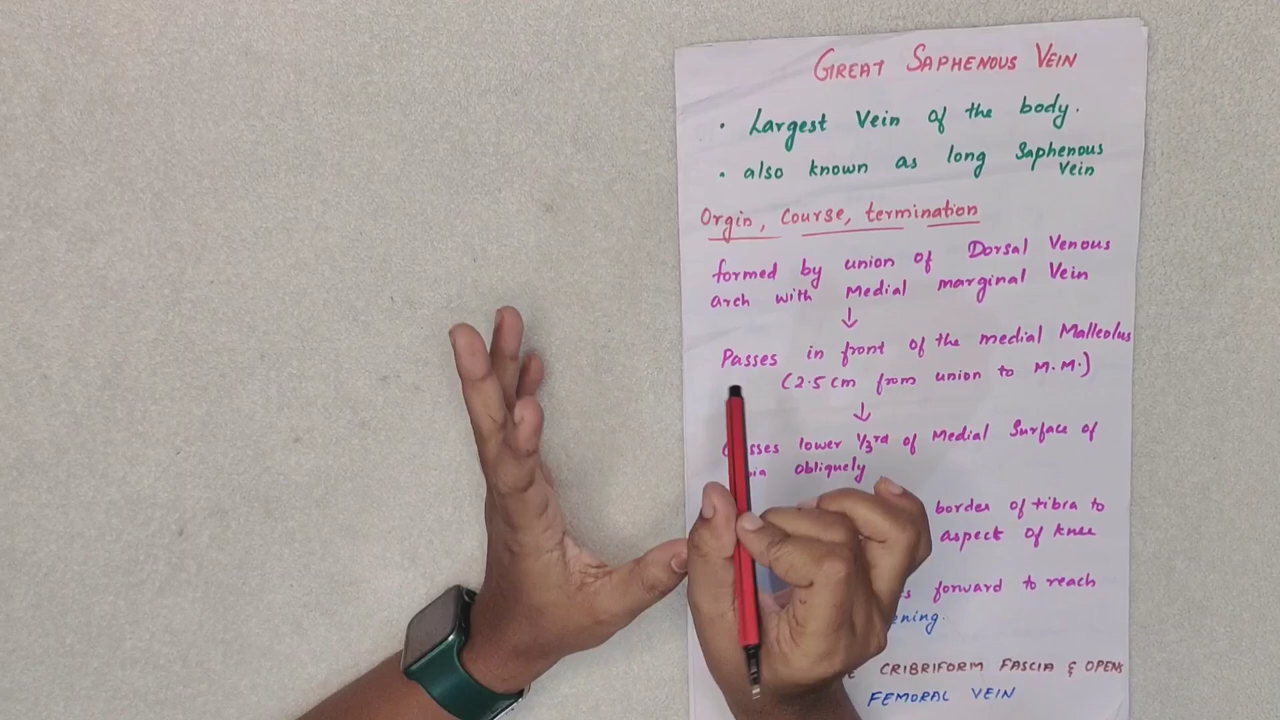 GREAT SAPHENOUS VEIN
• Largest Vein of the body.
• also known as long Saphenous
Vein
Orgin, Course, termination
formed by union of Dorsal Venous
arch with Medial marginal Vein
↓
Passes in front of the medial Malleolus
(2.5 cm from union to M.M.)
↓
lower 1/3rd of Medial Surface of
obliquely
border of tibia to
aspect of knee
forward to reach
CRIBRIFORM FASCIA & OPENS
FEMORAL VEIN